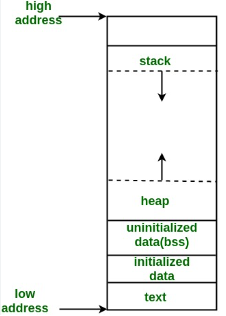 high
address
stack
heap
uninitialized
data(bss)
initialized
data
text
low
address